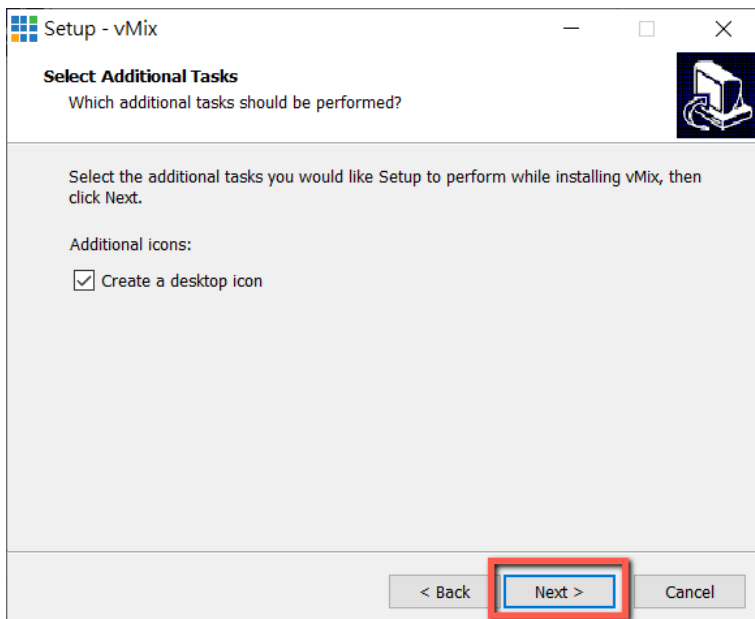 Setup - vMix
Select Additional Tasks
Which additional tasks should be performed?
Select the additional tasks you would like Setup to perform while installing vMix, then
click Next.
Additional icons:
Create a desktop icon
< Back
Next >
Cancel